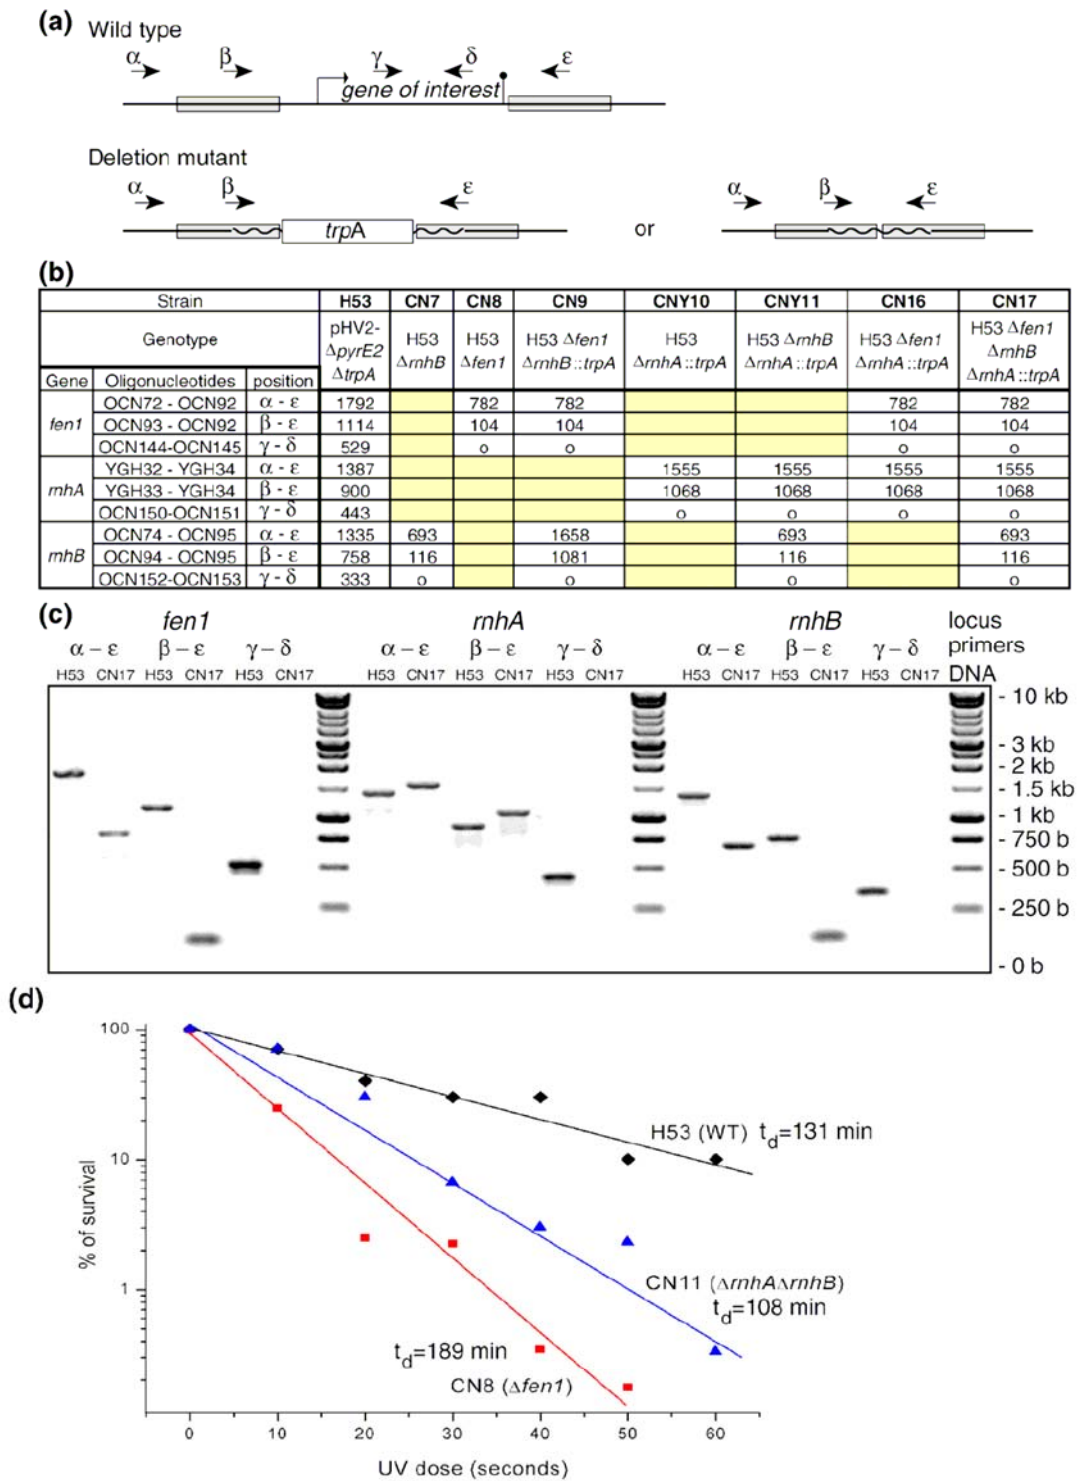 (a) Wild type
α β γ δ ε
gene of interest
Deletion mutant
α β ε α β ε
trpA or
(b)
Strain H53 CN7 CN8 CN9 CNY10 CNY11 CN16 CN17
Genotype pHV2- ΔpyrE2 ΔtrpA H53 ΔrnhB H53 Δfen1 H53 Δfen1 ΔrnhB::trpA H53 ΔrnhA::trpA H53 ΔrnhB ΔrnhA::trpA H53 Δfen1 ΔrnhA::trpA H53 Δfen1 ΔrnhB ΔrnhA::trpA
Gene Oligonucleotides position
fen1 OCN72 - OCN92 α - ε 1792 782 782 782 782
OCN93 - OCN92 β - ε 1114 104 104 104 104
OCN144-OCN145 γ - δ 529 o o o o
rnhA YGH32 - YGH34 α - ε 1387 1555 1555 1555 1555
YGH33 - YGH34 β - ε 900 1068 1068 1068 1068
OCN150-OCN151 γ - δ 443 o o o o
rnhB OCN74 - OCN95 α - ε 1335 693 1658 693 693
OCN94 - OCN95 β - ε 758 116 1081 116 116
OCN152-OCN153 γ - δ 333 o o o o
(c) fen1 rnhA rnhB locus
α – ε β – ε γ – δ α – ε β – ε γ – δ α – ε β – ε γ – δ primers
H53 CN17 H53 CN17 H53 CN17 H53 CN17 H53 CN17 H53 CN17 H53 CN17 H53 CN17 H53 CN17 DNA
- 10 kb
- 3 kb
- 2 kb
- 1.5 kb
- 1 kb
- 750 b
- 500 b
- 250 b
- 0 b
(d)
100
10
1
% of survival
H53 (WT) td=131 min
CN11 (ΔrnhAΔrnhB)
td=108 min
td=189 min
CN8 (Δfen1)
0 10 20 30 40 50 60
UV dose (seconds)